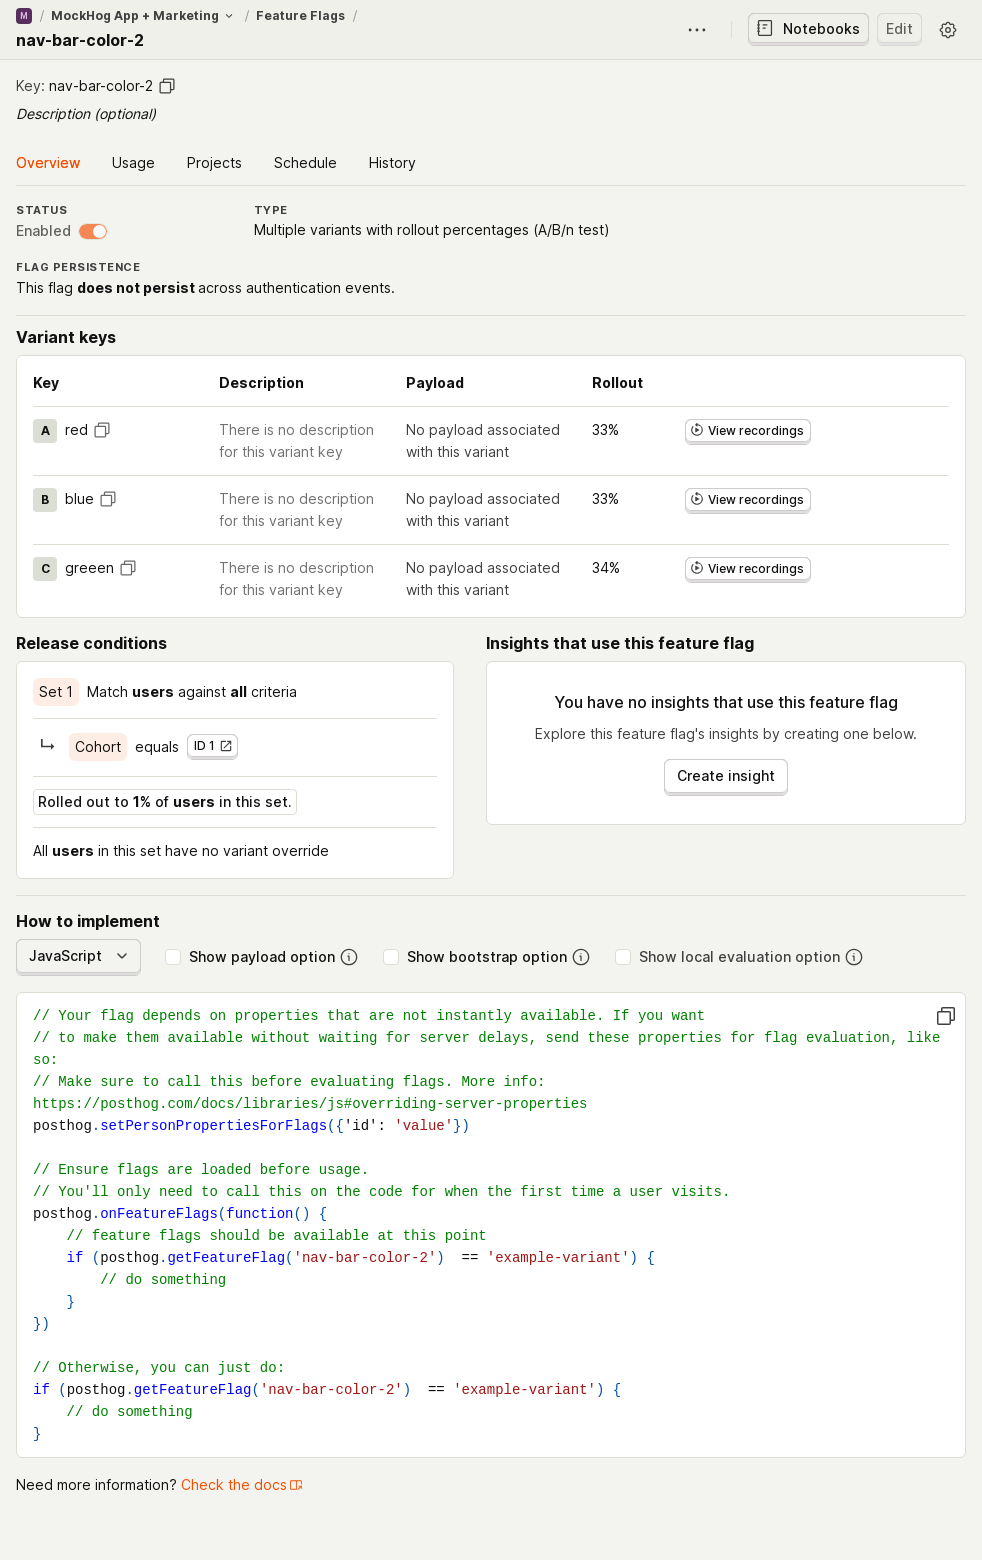 M / MockHog App + Marketing / Feature Flags /
nav-bar-color-2
Notebooks
Edit
Key: nav-bar-color-2
Description (optional)
Overview Usage Projects Schedule History
STATUS
Enabled
TYPE
Multiple variants with rollout percentages (A/B/n test)
FLAG PERSISTENCE
This flag does not persist across authentication events.
Variant keys
Key Description Payload Rollout
A red There is no description No payload associated 33% View recordings
for this variant key with this variant
B blue There is no description No payload associated 33% View recordings
for this variant key with this variant
C greeen There is no description No payload associated 34% View recordings
for this variant key with this variant
Release conditions
Set 1 Match users against all criteria
Cohort equals ID 1
Rolled out to 1% of users in this set.
All users in this set have no variant override
Insights that use this feature flag
You have no insights that use this feature flag
Explore this feature flag's insights by creating one below.
Create insight
How to implement
JavaScript Show payload option Show bootstrap option Show local evaluation option
// Your flag depends on properties that are not instantly available. If you want
// to make them available without waiting for server delays, send these properties for flag evaluation, like
so:
// Make sure to call this before evaluating flags. More info:
https://posthog.com/docs/libraries/js#overriding-server-properties
posthog.setPersonPropertiesForFlags({'id': 'value'})
// Ensure flags are loaded before usage.
// You'll only need to call this on the code for when the first time a user visits.
posthog.onFeatureFlags(function() {
    // feature flags should be available at this point
    if (posthog.getFeatureFlag('nav-bar-color-2')  == 'example-variant') {
        // do something
    }
})
// Otherwise, you can just do:
if (posthog.getFeatureFlag('nav-bar-color-2')  == 'example-variant') {
    // do something
}
Need more information? Check the docs